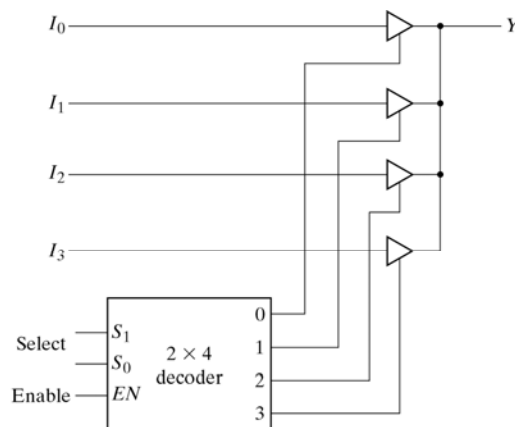 I0
Y
I1
I2
I3
0
Select
S1
1
S0
2 × 4
decoder
2
Enable
EN
3